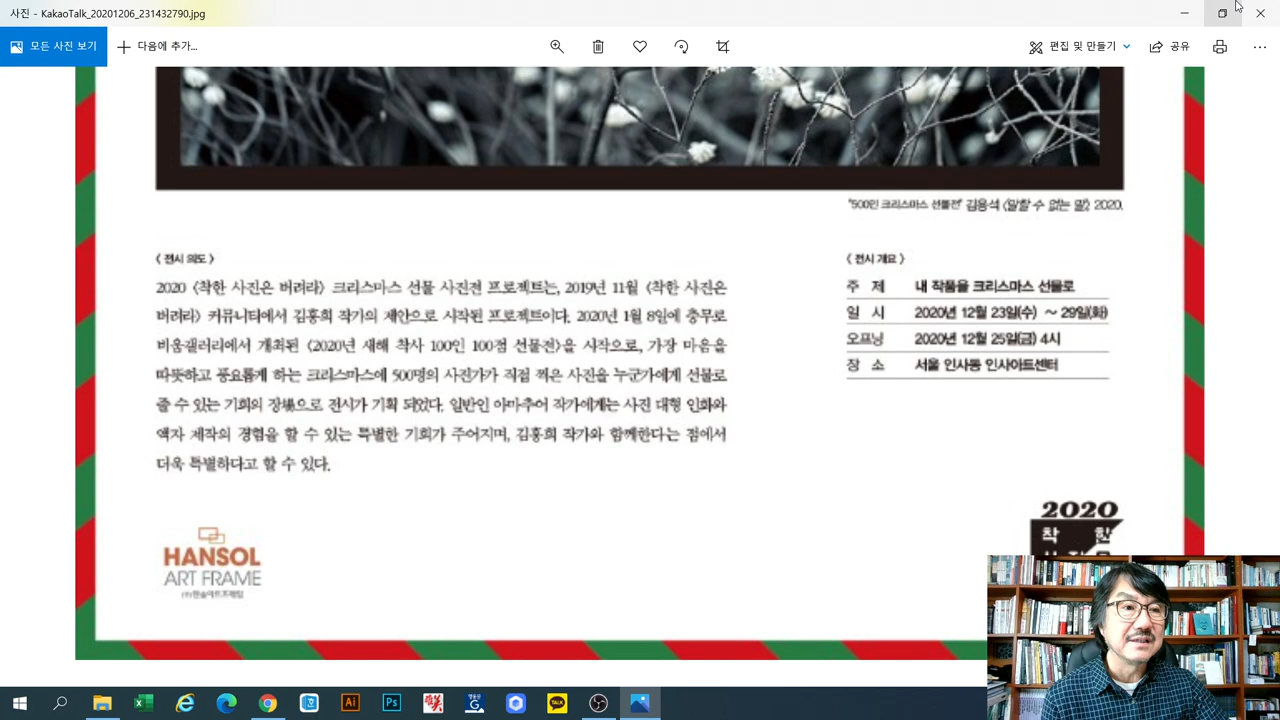 사진 - KakaoTalk_20201206_231432790.jpg
모든 사진 보기
다음에 추가...
편집 및 만들기
공유
"500인 크리스마스 선물전" 김용석 <말할 수 없는 말> 2020.
< 전시 의도 >
2020 <착한 사진은 버려라> 크리스마스 선물 사진전 프로젝트는, 2019년 11월 <착한 사진은
버려라> 커뮤니티에서 김홍희 작가의 제안으로 시작된 프로젝트이다. 2020년 1월 8일에 충무로
비움갤러리에서 개최된 <2020년 새해 착사 100인 100점 선물전>을 시작으로, 가장 마음을
따뜻하고 풍요롭게 하는 크리스마스에 500명의 사진가가 직접 찍은 사진을 누군가에게 선물로
줄 수 있는 기회의 장場으로 전시가 기획 되었다. 일반인 아마추어 작가에게는 사진 대형 인화와
액자 제작의 경험을 할 수 있는 특별한 기회가 주어지며, 김홍희 작가와 함께한다는 점에서
더욱 특별하다고 할 수 있다.
< 전시 개요 >
주 제 내 작품을 크리스마스 선물로
일 시 2020년 12월 23일(수) ~ 29일(화)
오프닝 2020년 12월 25일(금) 4시
장 소 서울 인사동 인사아트센터
HANSOL
ART FRAME
(주)한솔아트프레임
2020
착 한